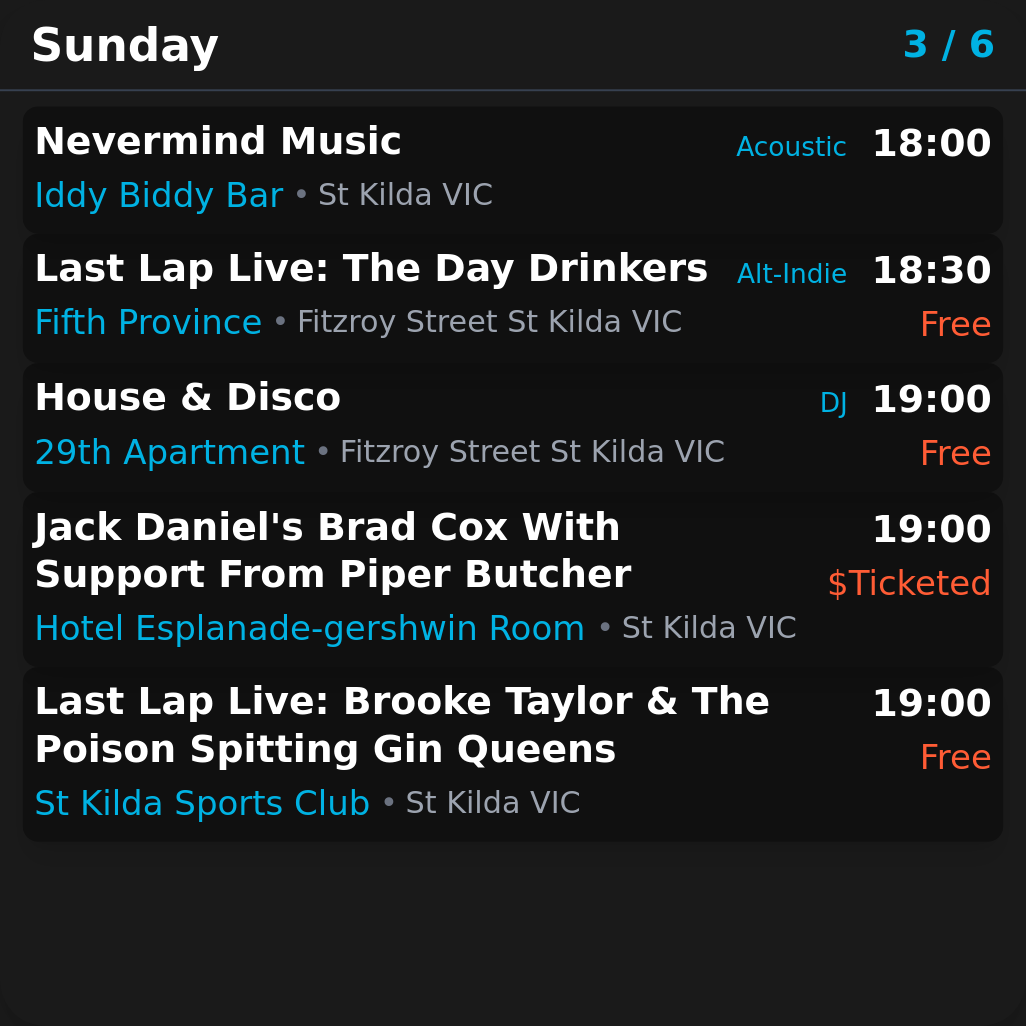 Sunday 3 / 6
Nevermind Music Acoustic 18:00
Iddy Biddy Bar • St Kilda VIC
Last Lap Live: The Day Drinkers Alt-Indie 18:30
Fifth Province • Fitzroy Street St Kilda VIC Free
House & Disco DJ 19:00
29th Apartment • Fitzroy Street St Kilda VIC Free
Jack Daniel's Brad Cox With 19:00
Support From Piper Butcher $Ticketed
Hotel Esplanade-gershwin Room • St Kilda VIC
Last Lap Live: Brooke Taylor & The 19:00
Poison Spitting Gin Queens Free
St Kilda Sports Club • St Kilda VIC